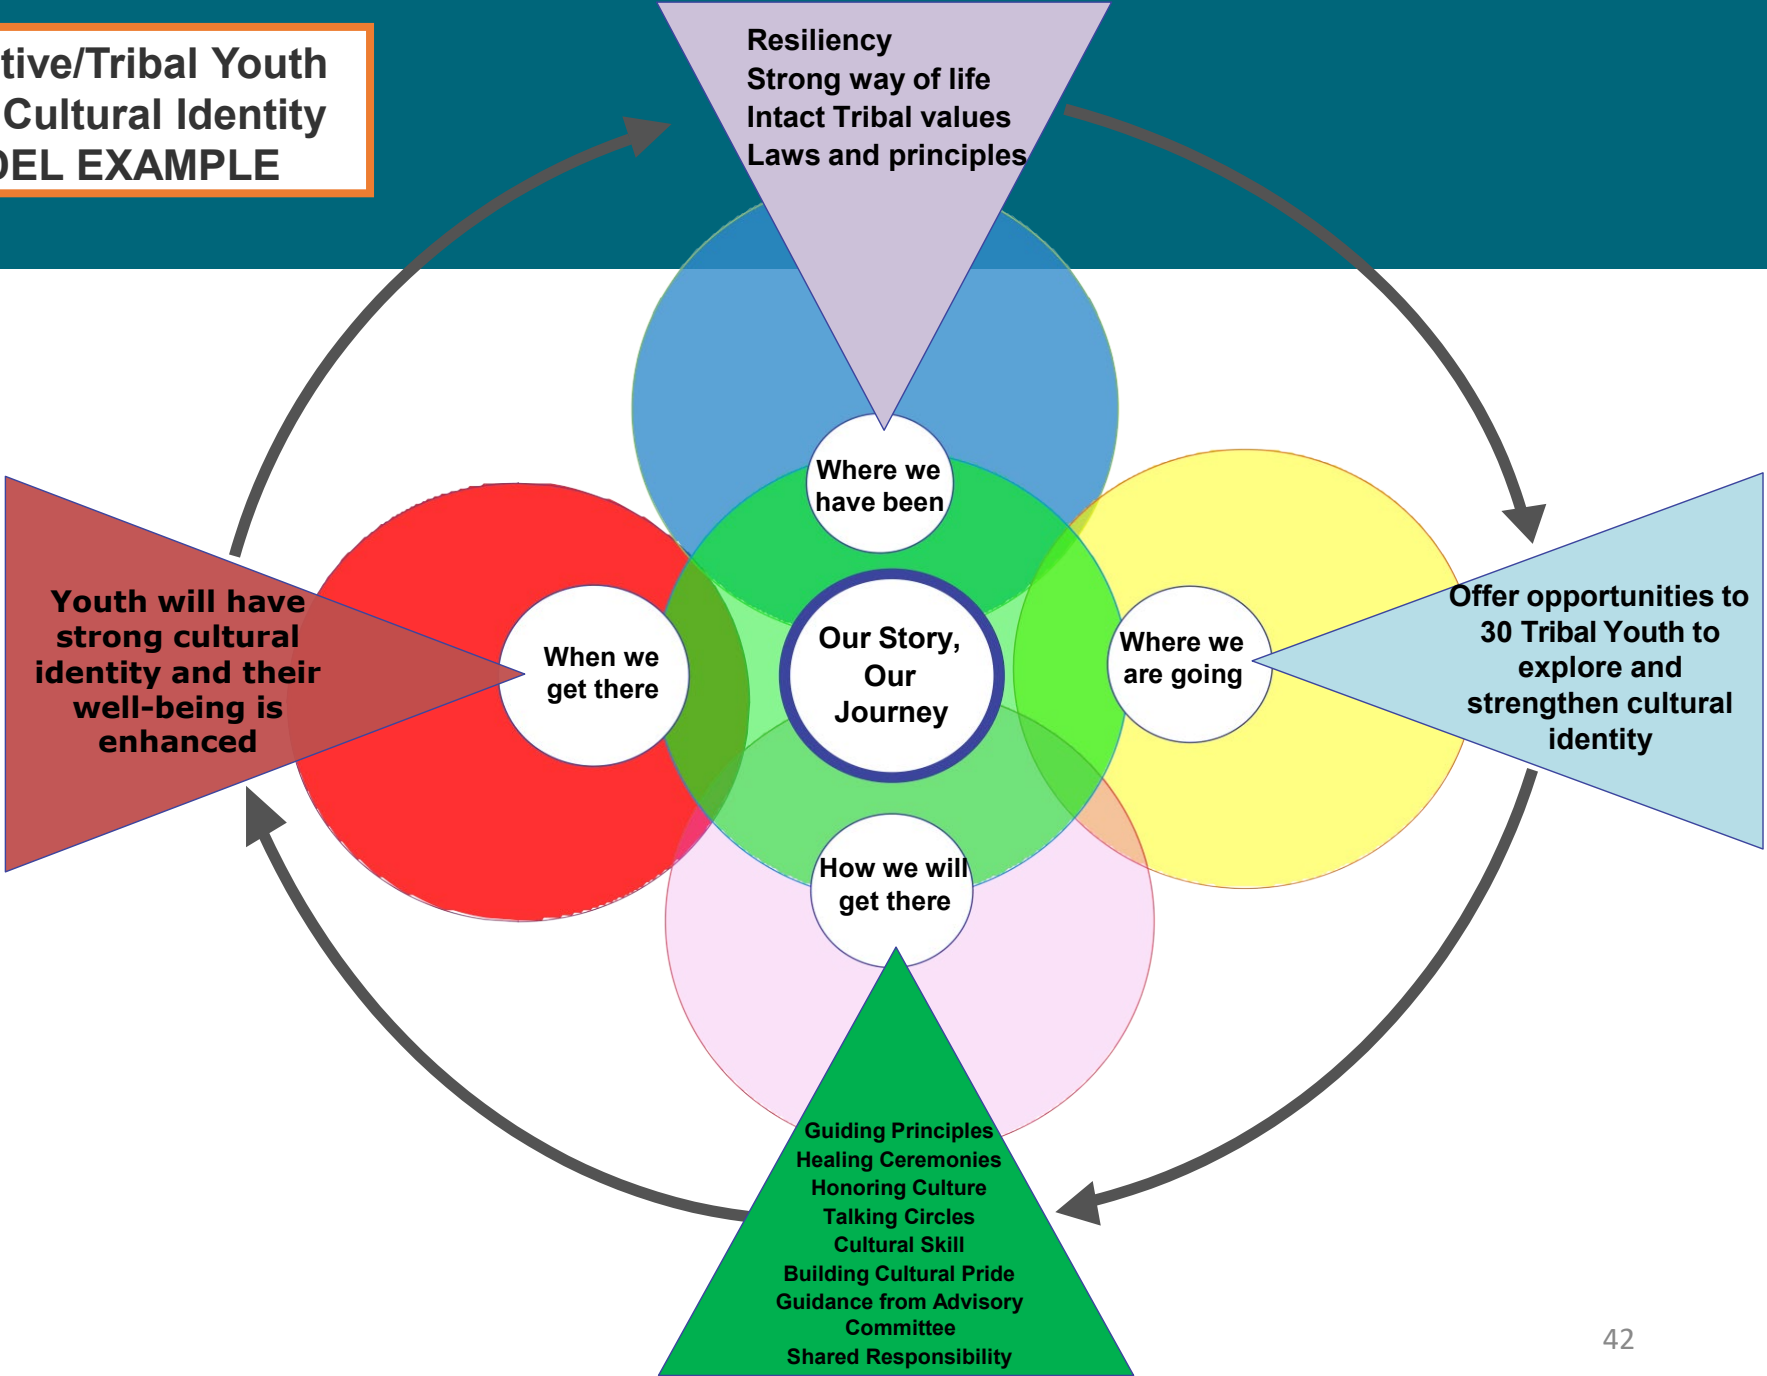 tive/Tribal Youth
Cultural Identity
DEL EXAMPLE
Resiliency
Strong way of life
Intact Tribal values
Laws and principles
Where we
have been
Youth will have
strong cultural
identity and their
well-being is
enhanced
When we
get there
Our Story,
Our
Journey
Where we
are going
Offer opportunities to
30 Tribal Youth to
explore and
strengthen cultural
identity
How we will
get there
Guiding Principles
Healing Ceremonies
Honoring Culture
Talking Circles
Cultural Skill
Building Cultural Pride
Guidance from Advisory
Committee
Shared Responsibility
42